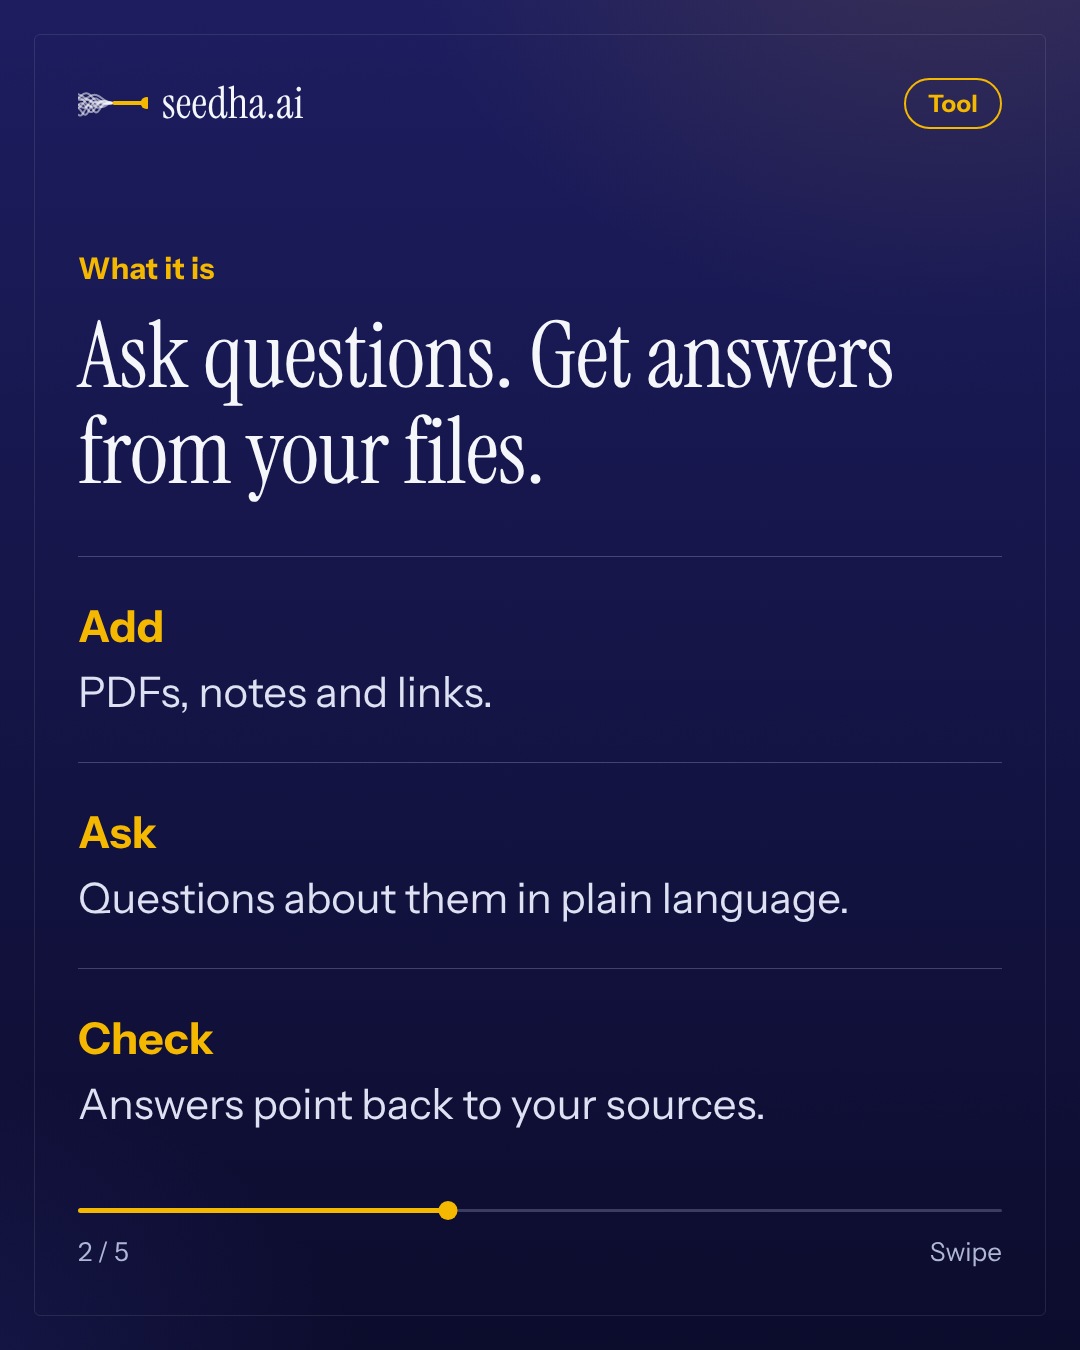 seedha.ai
Tool
What it is
Ask questions. Get answers
from your files.
Add
PDFs, notes and links.
Ask
Questions about them in plain language.
Check
Answers point back to your sources.
2 / 5
Swipe